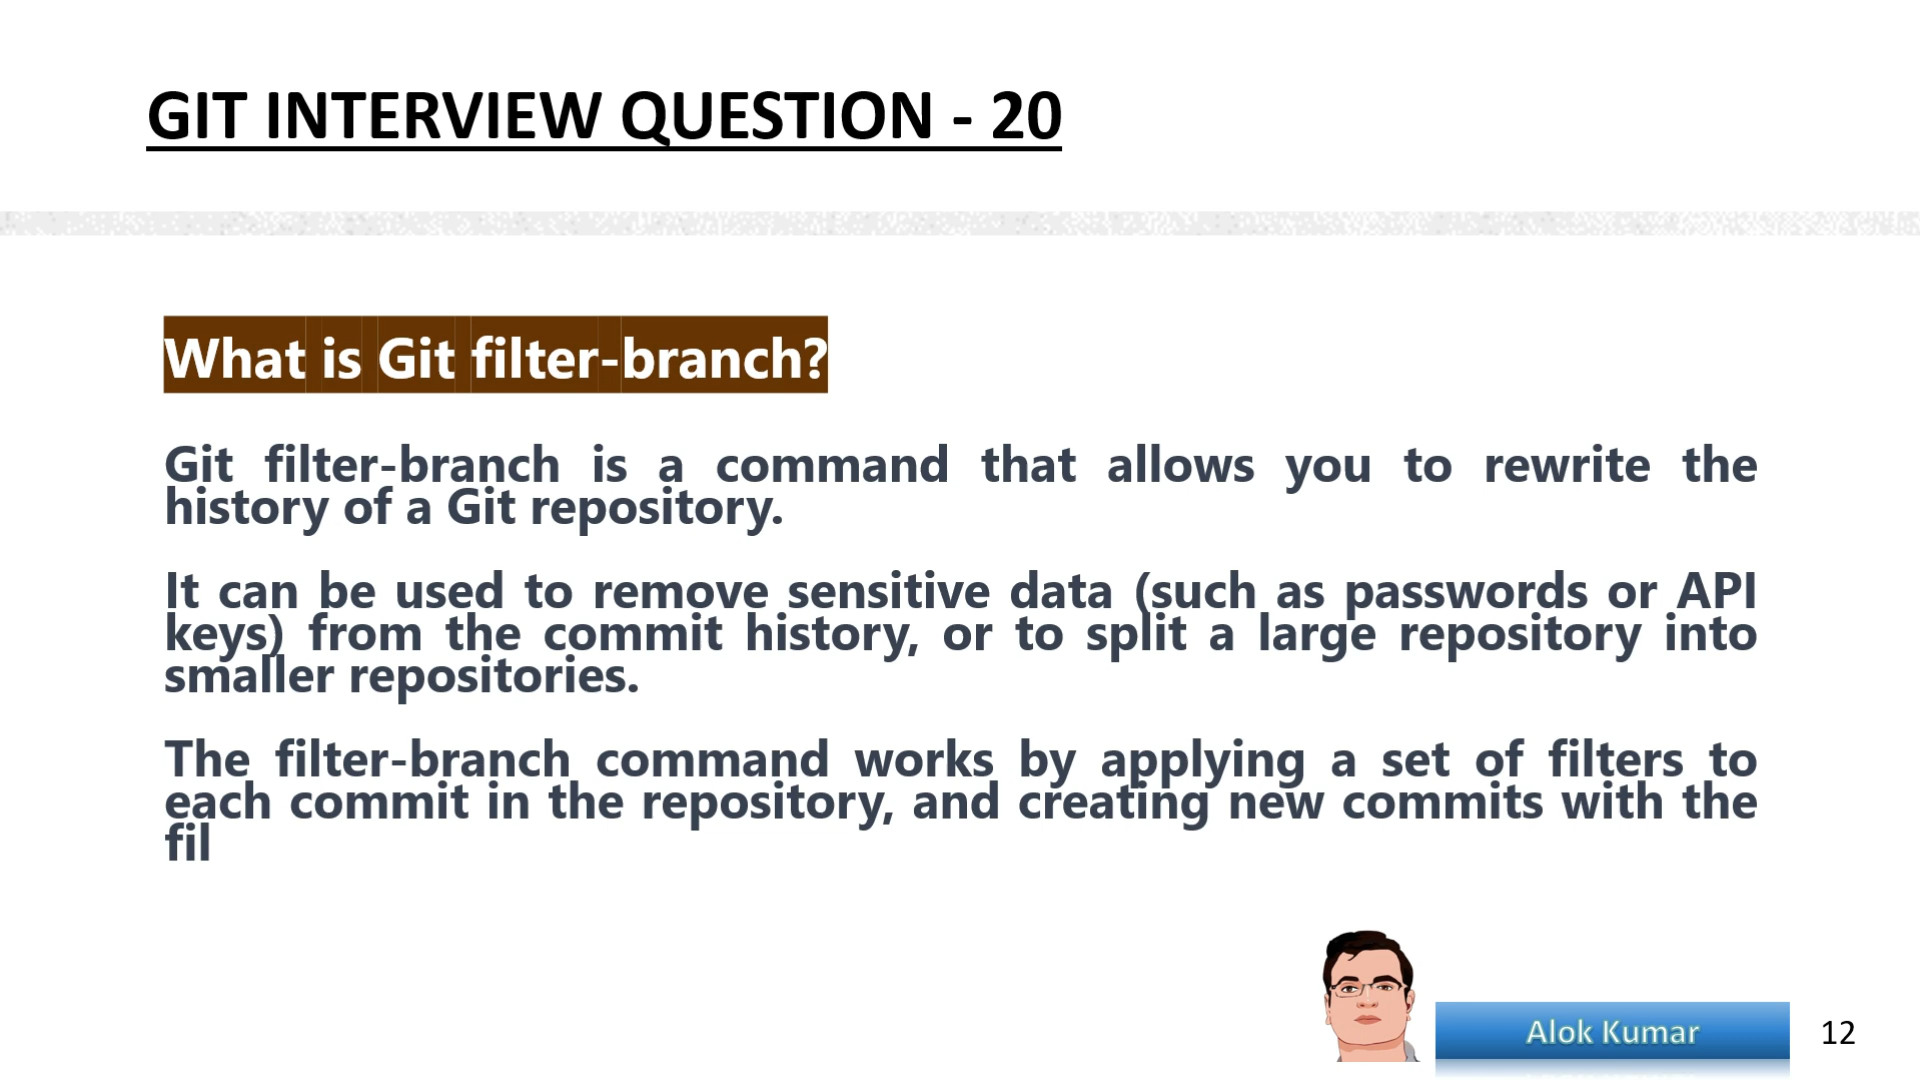 GIT INTERVIEW QUESTION - 20
What is Git filter-branch?
Git filter-branch is a command that allows you to rewrite the
history of a Git repository.
It can be used to remove sensitive data (such as passwords or API
keys) from the commit history, or to split a large repository into
smaller repositories.
The filter-branch command works by applying a set of filters to
each commit in the repository, and creating new commits with the
fil
Alok Kumar
12